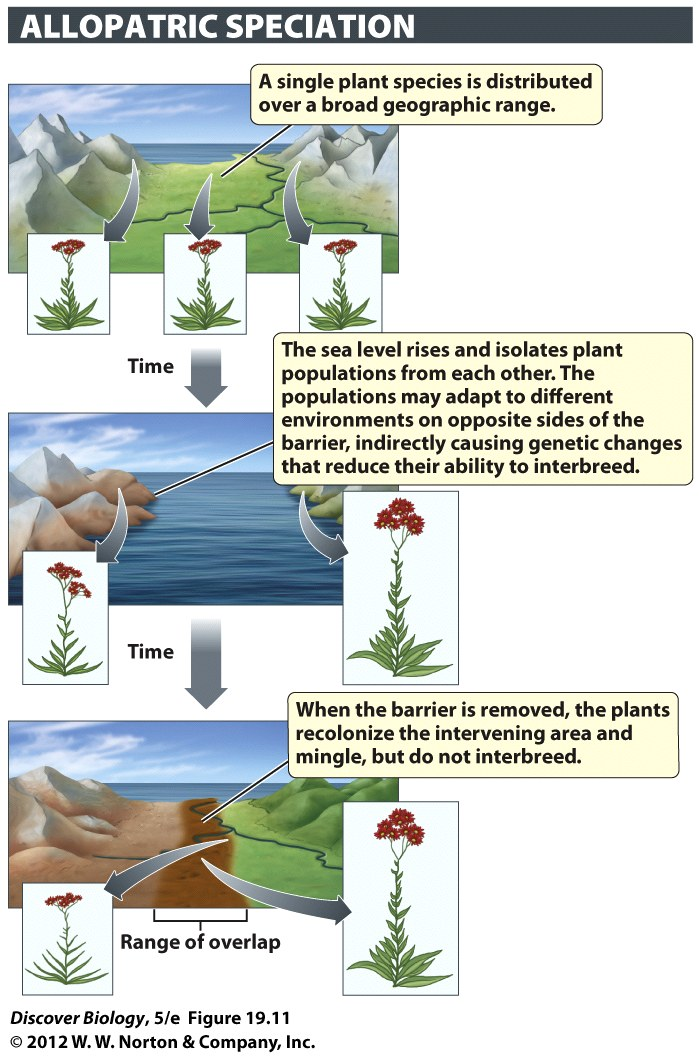 ALLOPATRIC SPECIATION
A single plant species is distributed
over a broad geographic range.
Time
The sea level rises and isolates plant
populations from each other. The
populations may adapt to different
environments on opposite sides of the
barrier, indirectly causing genetic changes
that reduce their ability to interbreed.
Time
When the barrier is removed, the plants
recolonize the intervening area and
mingle, but do not interbreed.
Range of overlap
Discover Biology, 5/e Figure 19.11
© 2012 W. W. Norton & Company, Inc.